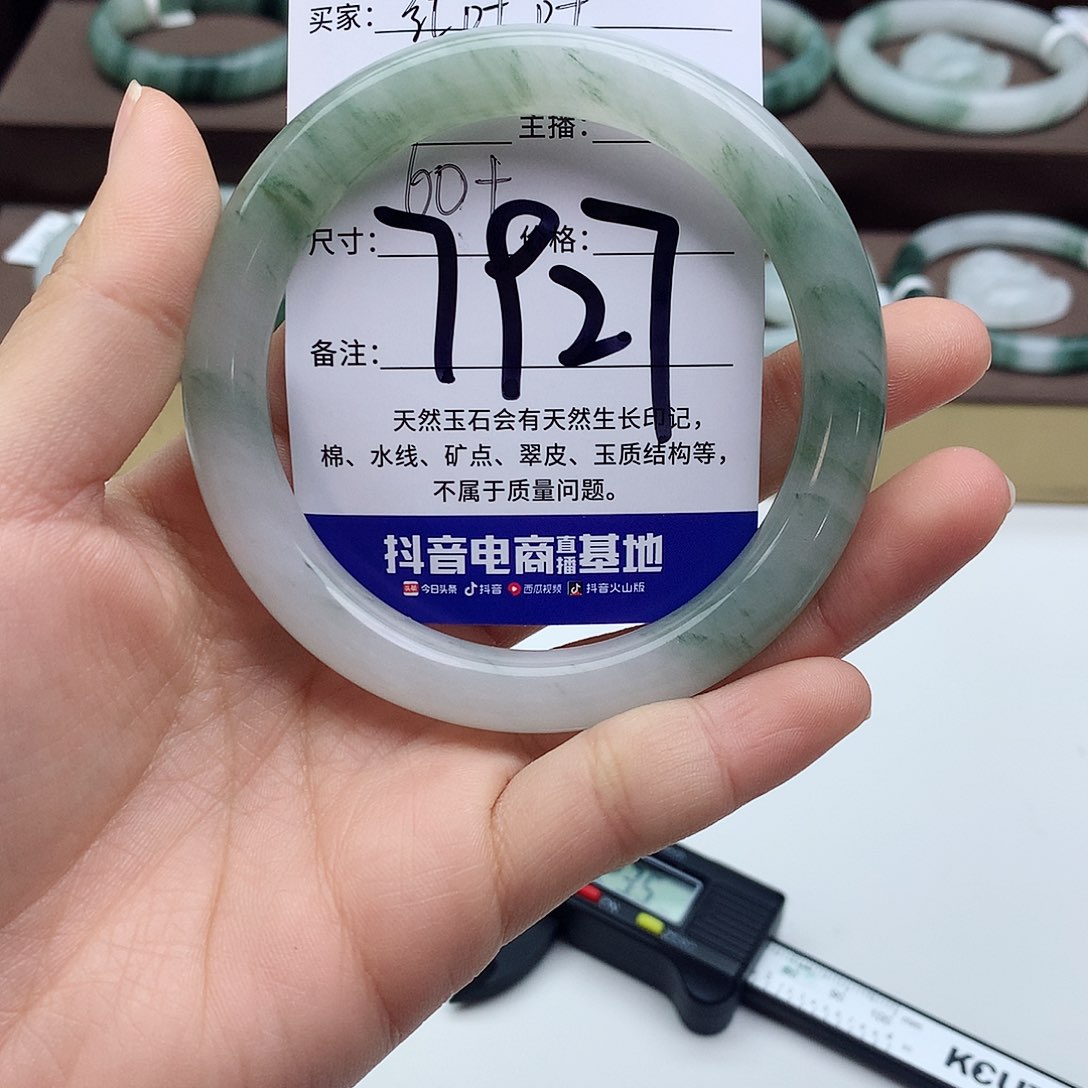 买家：
主播：
60+
尺寸： 价格：
7927
备注：
天然玉石会有天然生长印记，
棉、水线、矿点、翠皮、玉质结构等，
不属于质量问题。
抖音电商直播基地
今日头条 抖音 西瓜视频 抖音火山版